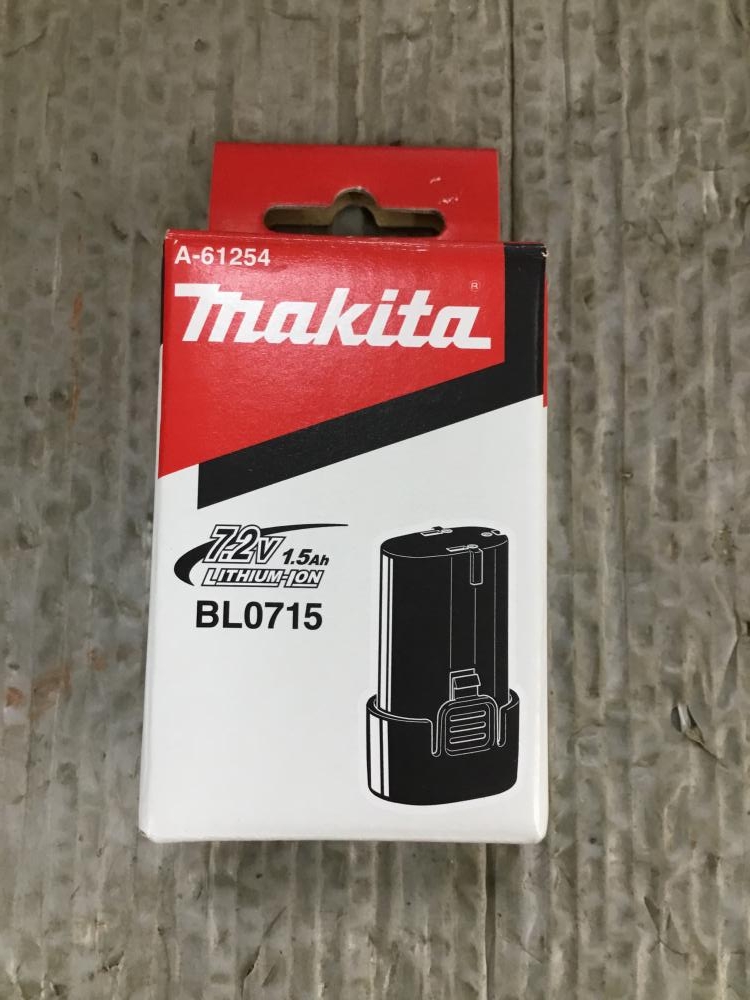 A-61254
makita®
7.2V 1.5Ah
LITHIUM-ION
BL0715